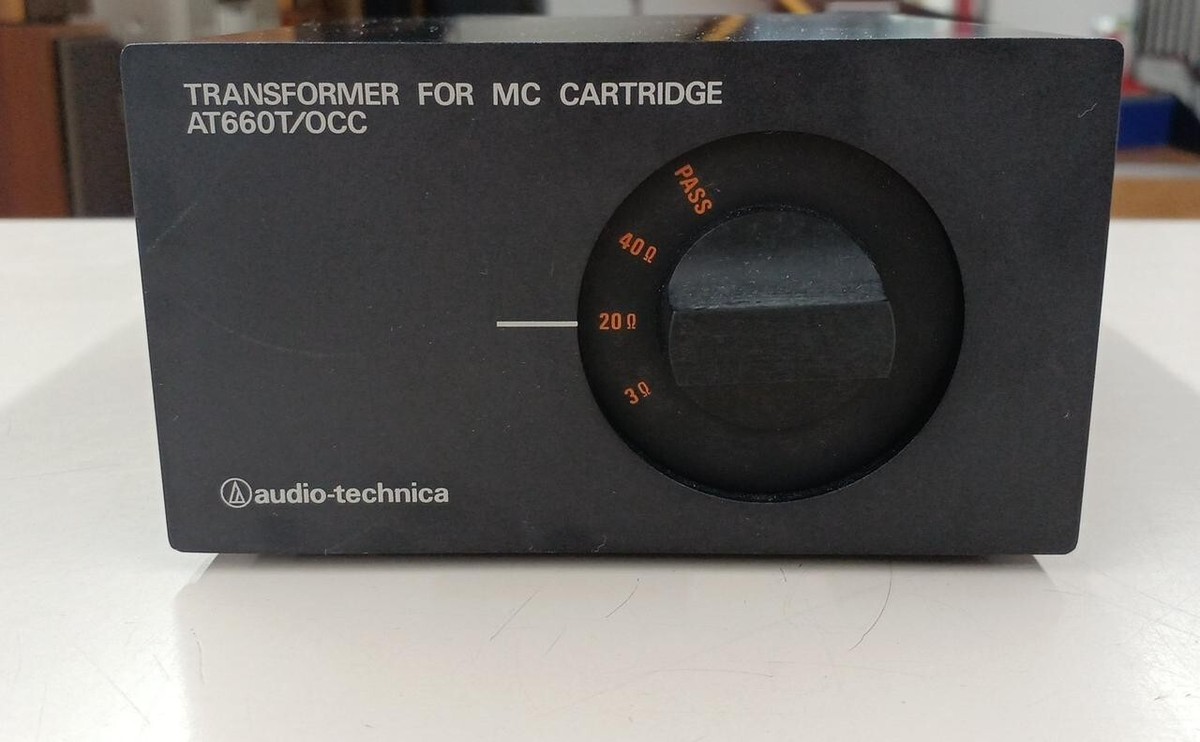 TRANSFORMER FOR MC CARTRIDGE
AT660T/OCC
PASS
40Ω
20Ω
3Ω
audio-technica